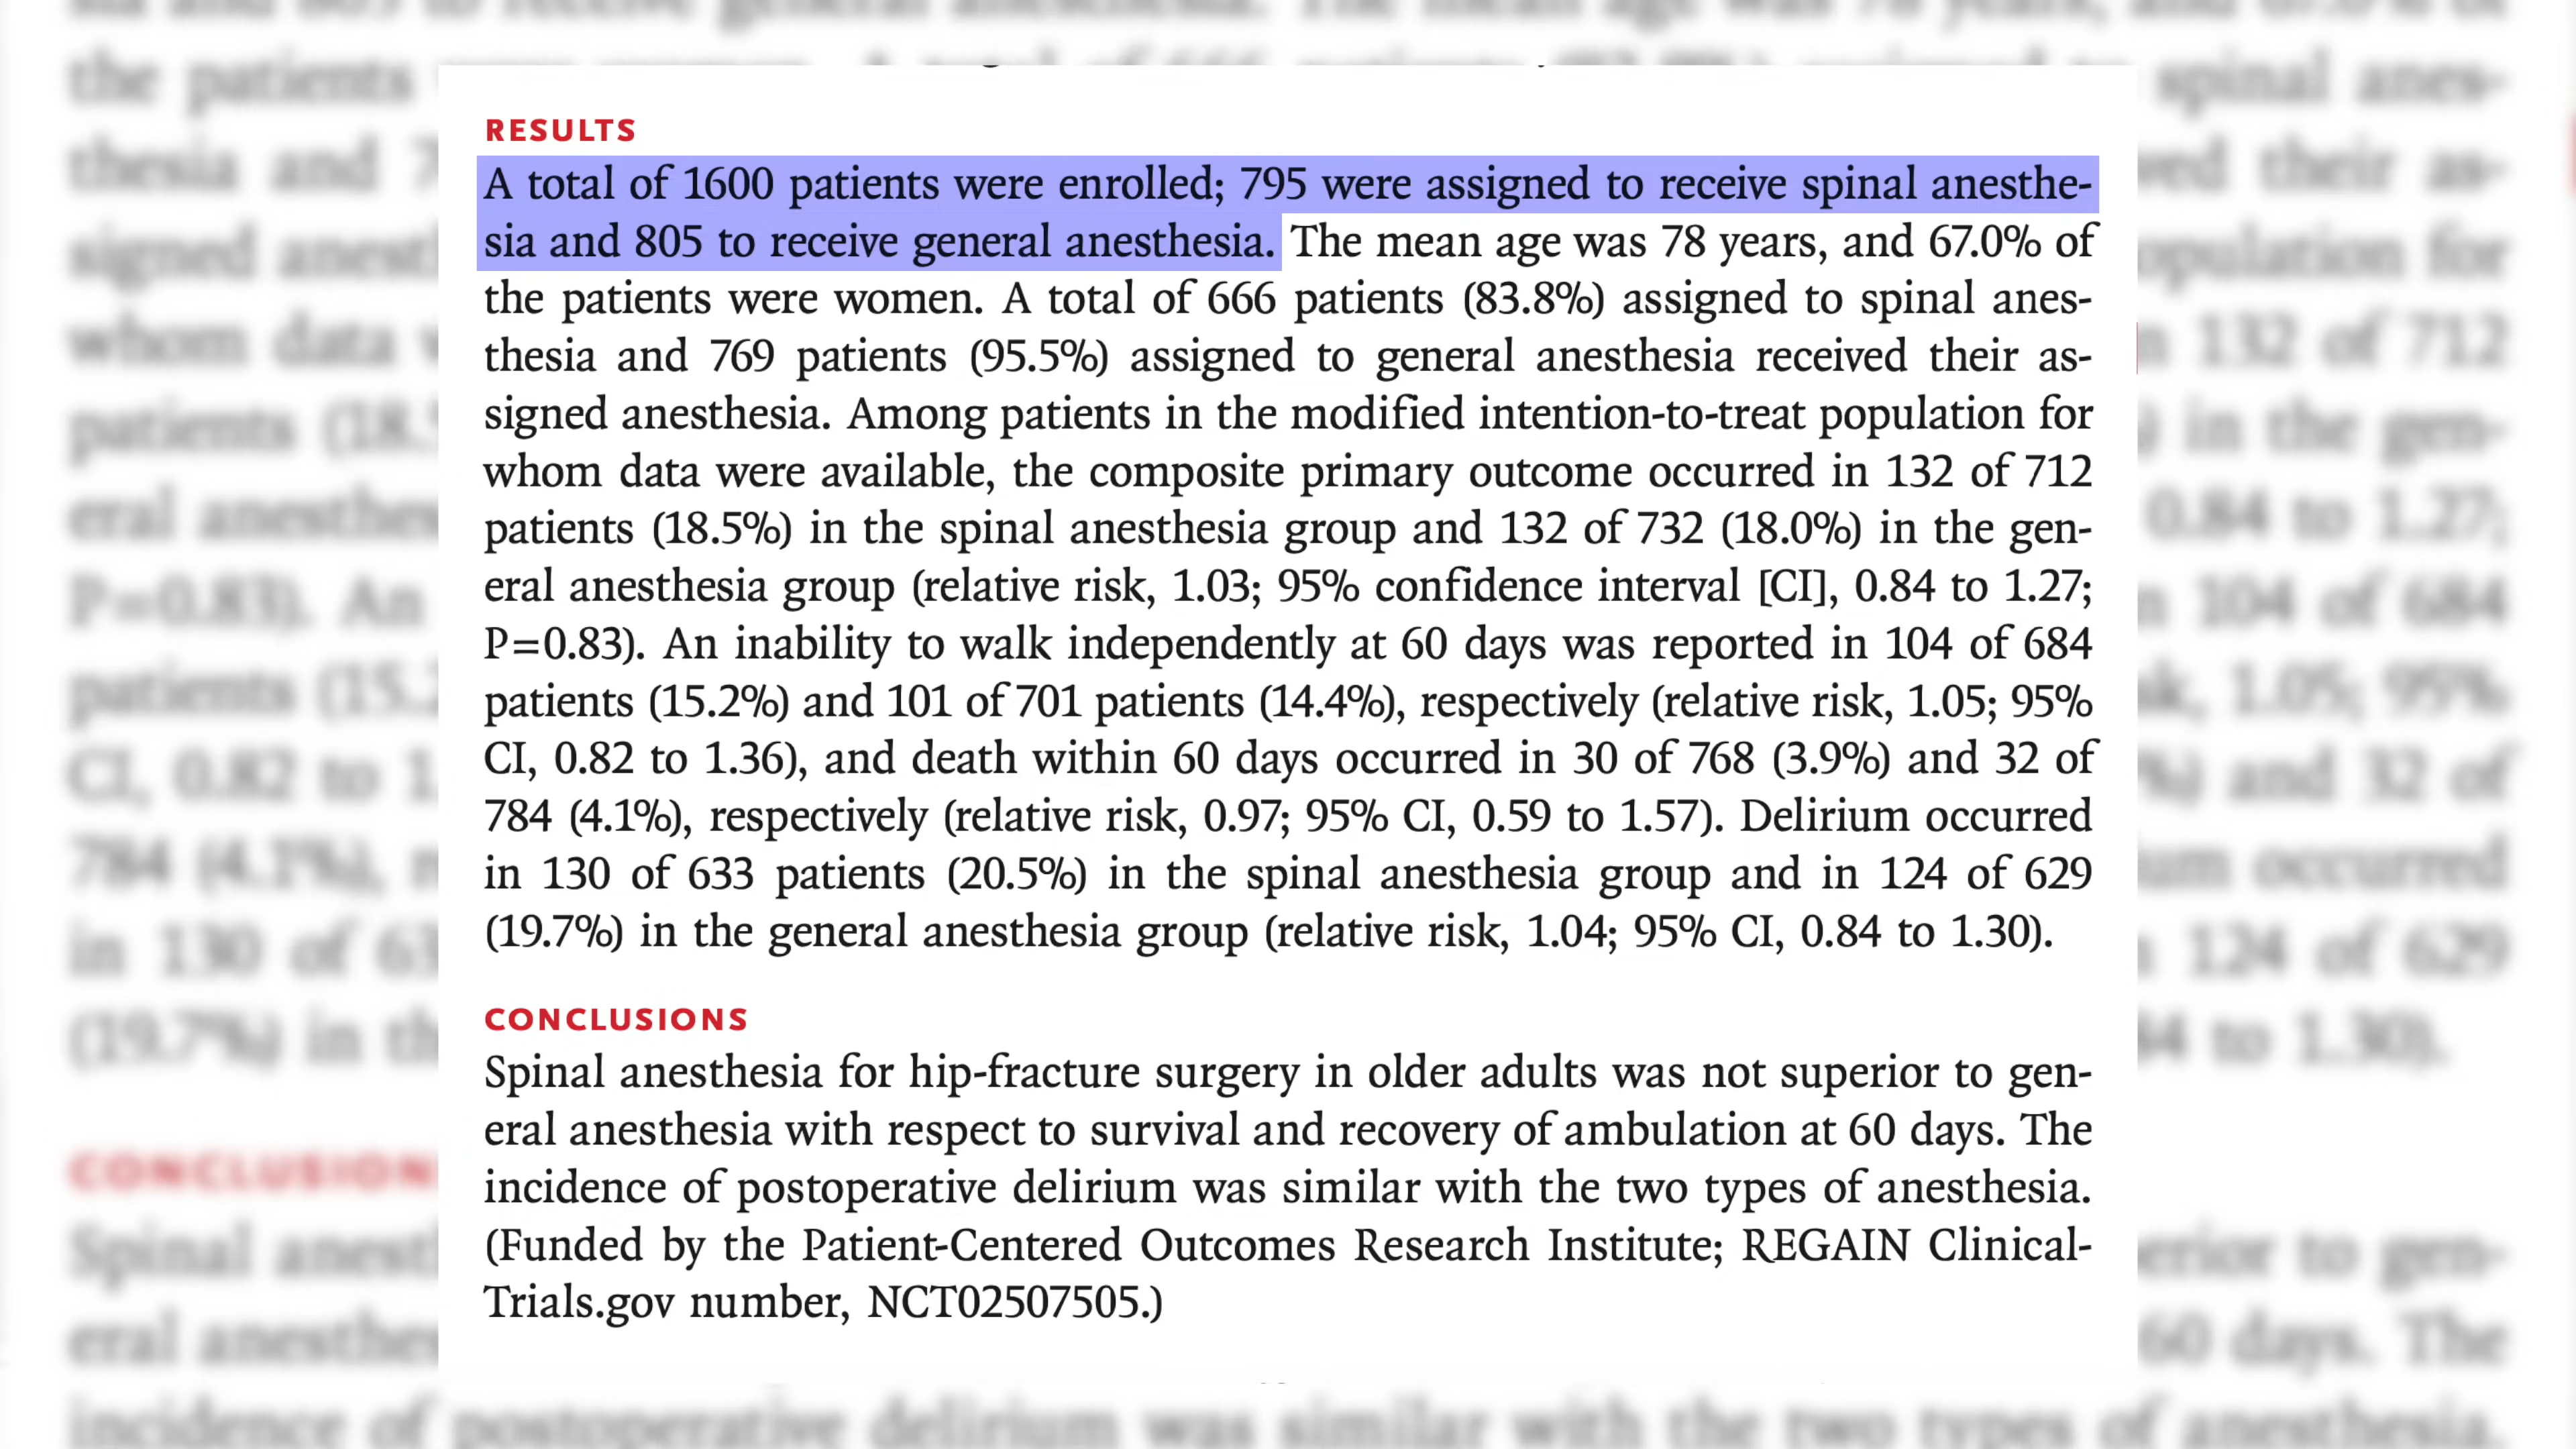 RESULTS
A total of 1600 patients were enrolled; 795 were assigned to receive spinal anesthe-
sia and 805 to receive general anesthesia. The mean age was 78 years, and 67.0% of
the patients were women. A total of 666 patients (83.8%) assigned to spinal anes-
thesia and 769 patients (95.5%) assigned to general anesthesia received their as-
signed anesthesia. Among patients in the modified intention-to-treat population for
whom data were available, the composite primary outcome occurred in 132 of 712
patients (18.5%) in the spinal anesthesia group and 132 of 732 (18.0%) in the gen-
eral anesthesia group (relative risk, 1.03; 95% confidence interval [CI], 0.84 to 1.27;
P=0.83). An inability to walk independently at 60 days was reported in 104 of 684
patients (15.2%) and 101 of 701 patients (14.4%), respectively (relative risk, 1.05; 95%
CI, 0.82 to 1.36), and death within 60 days occurred in 30 of 768 (3.9%) and 32 of
784 (4.1%), respectively (relative risk, 0.97; 95% CI, 0.59 to 1.57). Delirium occurred
in 130 of 633 patients (20.5%) in the spinal anesthesia group and in 124 of 629
(19.7%) in the general anesthesia group (relative risk, 1.04; 95% CI, 0.84 to 1.30).
CONCLUSIONS
Spinal anesthesia for hip-fracture surgery in older adults was not superior to gen-
eral anesthesia with respect to survival and recovery of ambulation at 60 days. The
incidence of postoperative delirium was similar with the two types of anesthesia.
(Funded by the Patient-Centered Outcomes Research Institute; REGAIN Clinical-
Trials.gov number, NCT02507505.)